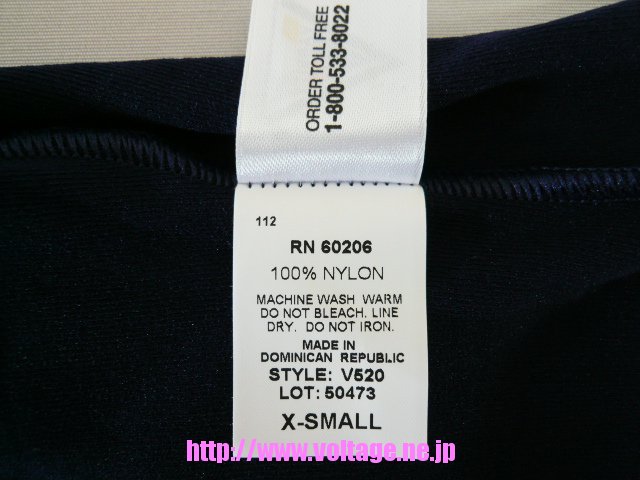 ORDER TOLL FREE
1-800-533-8022
112
RN 60206
100% NYLON
MACHINE WASH WARM
DO NOT BLEACH. LINE
DRY. DO NOT IRON.
MADE IN
DOMINICAN REPUBLIC
STYLE: V520
LOT: 50473
X-SMALL
http://www.voltage.ne.jp